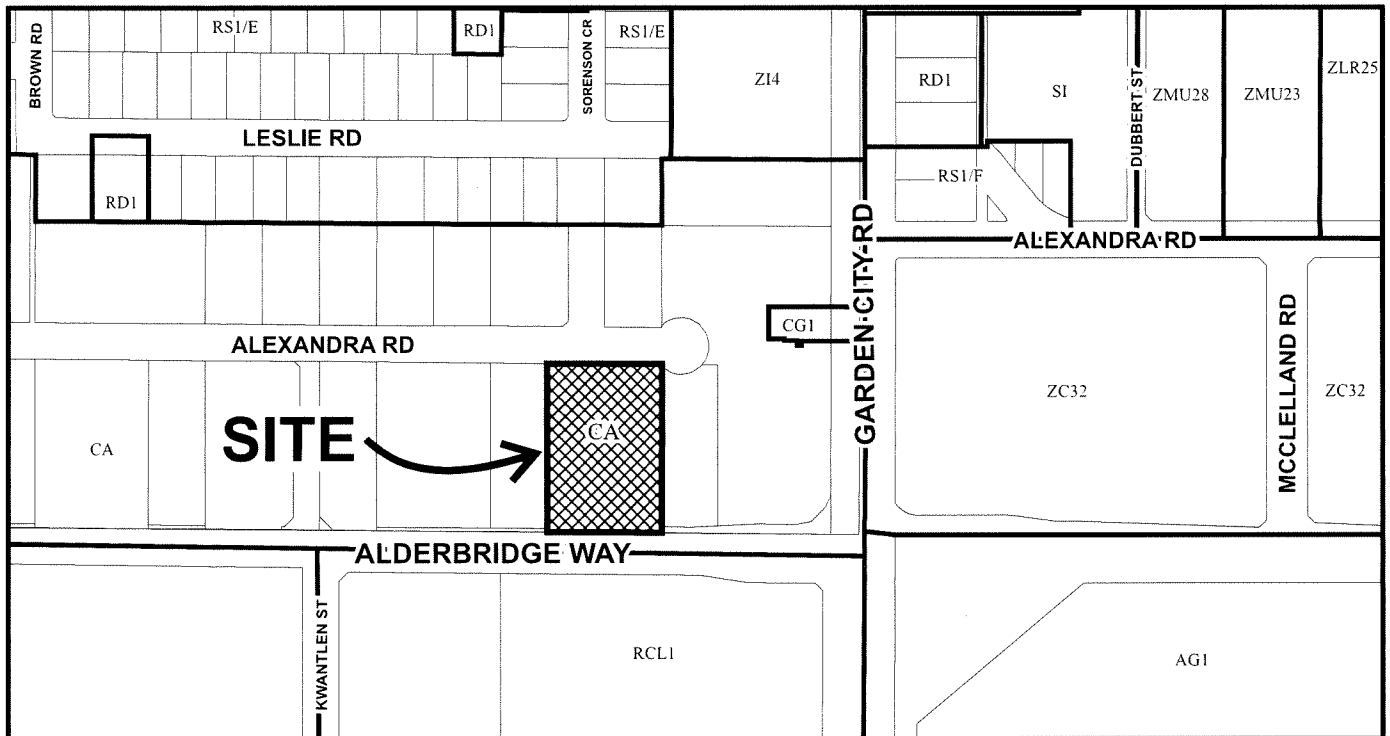 BROWN RD
RS1/E
RD1
SORENSON CR
RS1/E
ZI4
RD1
SI
DUBBERT ST
ZMU28
ZMU23
ZLR25
LESLIE RD
RD1
RS1/F
GARDEN CITY RD
ALEXANDRA RD
CG1
ALEXANDRA RD
CA
SITE
CA
ZC32
MCCLELLAND RD
ZC32
ALDERBRIDGE WAY
KWANTLEN ST
RCL1
AG1